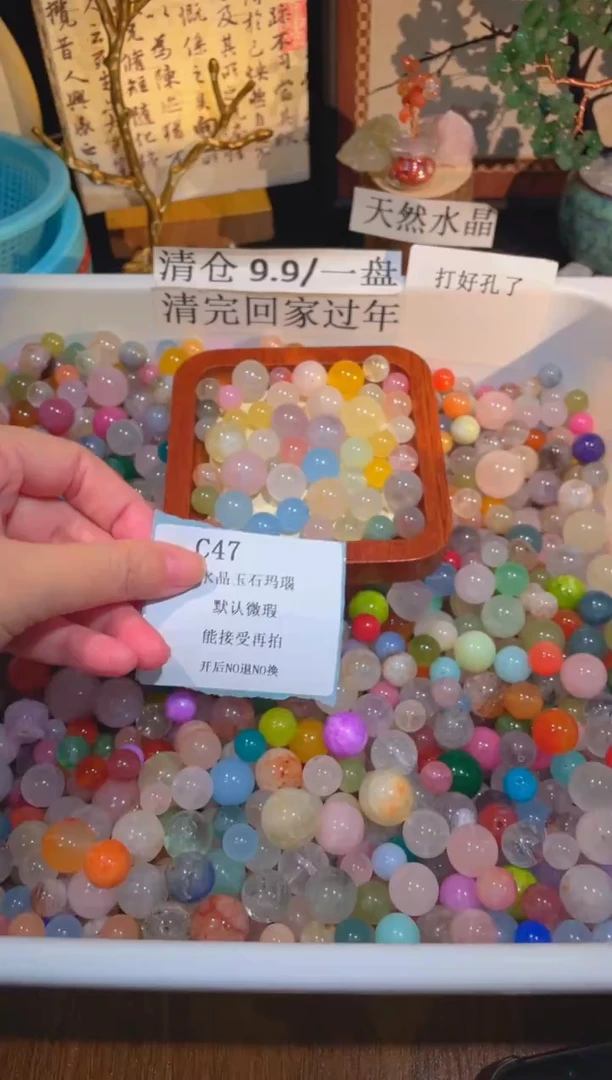 天然水晶
清仓 9.9/一盘
清完回家过年
打好孔了
C47
水晶玉石玛瑙
默认微瑕
能接受再拍
开后NO退NO换